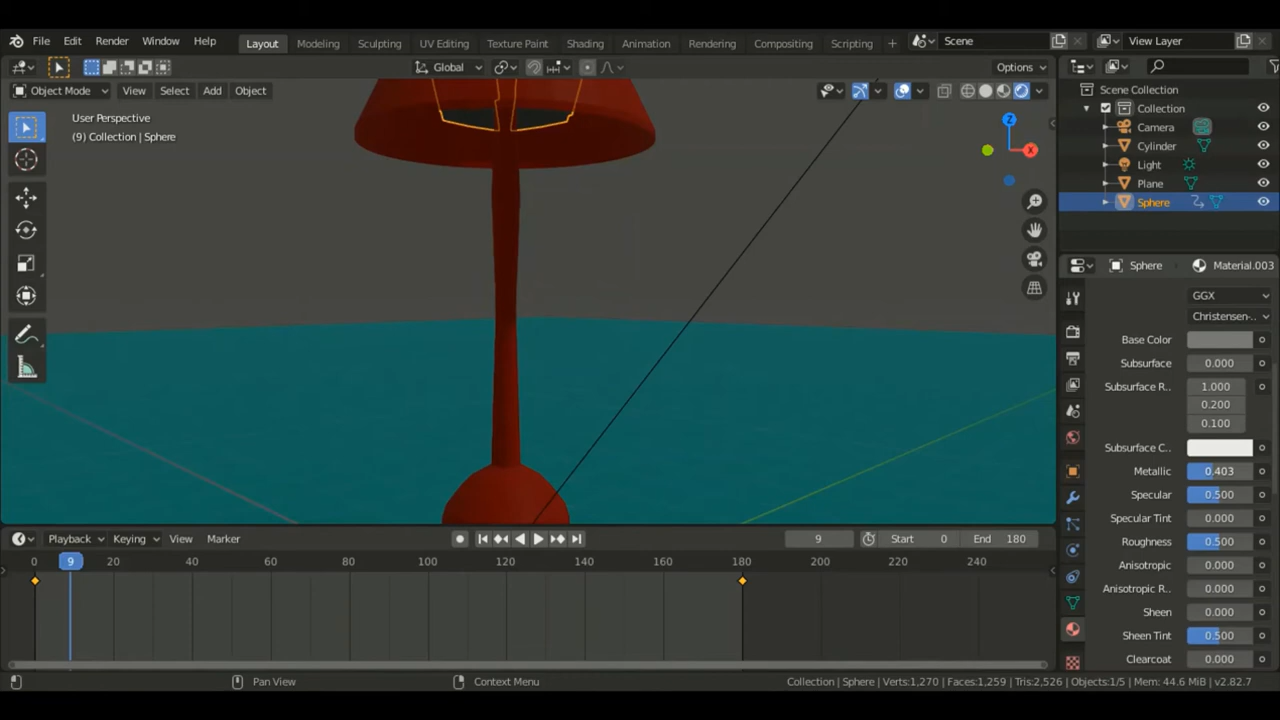 File Edit Render Window Help Layout Modeling Sculpting UV Editing Texture Paint Shading Animation Rendering Compositing Scripting + Scene View Layer
Global Options
Object Mode View Select Add Object
User Perspective
(9) Collection | Sphere
Z
X
Scene Collection
Collection
Camera
Cylinder
Light
Plane
Sphere
Sphere > Material.003
GGX
Christensen-..
Base Color
Subsurface 0.000
Subsurface R.. 1.000
0.200
0.100
Subsurface C..
Metallic 0.403
Specular 0.500
Specular Tint 0.000
Roughness 0.500
Anisotropic 0.000
Anisotropic R.. 0.000
Sheen 0.000
Sheen Tint 0.500
Clearcoat 0.000
Playback Keying View Marker 9 Start 0 End 180
0 9 20 40 60 80 100 120 140 160 180 200 220 240
Pan View Context Menu Collection | Sphere | Verts:1,270 | Faces:1,259 | Tris:2,526 | Objects:1/5 | Mem: 44.6 MiB | v2.82.7